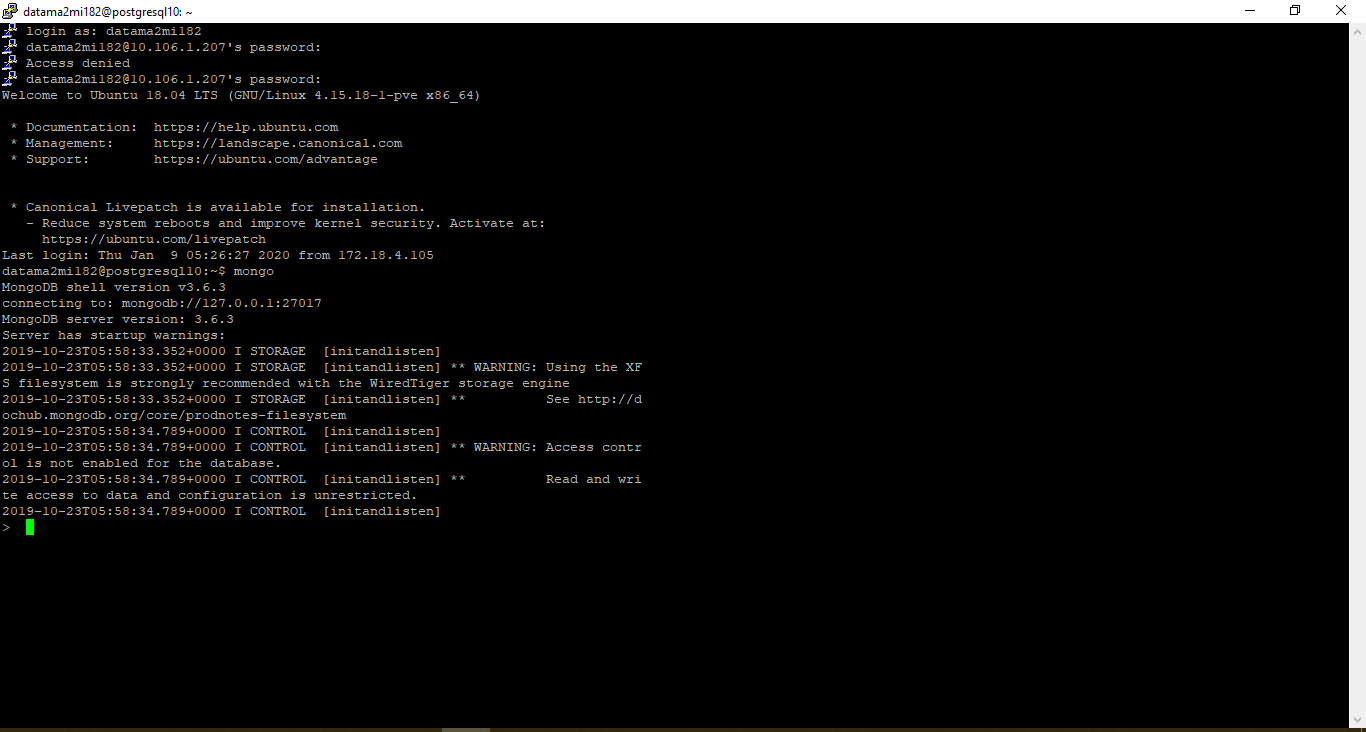 datama2mi182@postgresql10: ~
login as: datama2mi182
datama2mi182@10.106.1.207's password:
Access denied
datama2mi182@10.106.1.207's password:
Welcome to Ubuntu 18.04 LTS (GNU/Linux 4.15.18-1-pve x86_64)
* Documentation:  https://help.ubuntu.com
* Management:     https://landscape.canonical.com
* Support:        https://ubuntu.com/advantage
* Canonical Livepatch is available for installation.
- Reduce system reboots and improve kernel security. Activate at:
https://ubuntu.com/livepatch
Last login: Thu Jan  9 05:26:27 2020 from 172.18.4.105
datama2mi182@postgresql10:~$ mongo
MongoDB shell version v3.6.3
connecting to: mongodb://127.0.0.1:27017
MongoDB server version: 3.6.3
Server has startup warnings:
2019-10-23T05:58:33.352+0000 I STORAGE  [initandlisten]
2019-10-23T05:58:33.352+0000 I STORAGE  [initandlisten] ** WARNING: Using the XF
S filesystem is strongly recommended with the WiredTiger storage engine
2019-10-23T05:58:33.352+0000 I STORAGE  [initandlisten] **          See http://d
ochub.mongodb.org/core/prodnotes-filesystem
2019-10-23T05:58:34.789+0000 I CONTROL  [initandlisten]
2019-10-23T05:58:34.789+0000 I CONTROL  [initandlisten] ** WARNING: Access contr
ol is not enabled for the database.
2019-10-23T05:58:34.789+0000 I CONTROL  [initandlisten] **          Read and wri
te access to data and configuration is unrestricted.
2019-10-23T05:58:34.789+0000 I CONTROL  [initandlisten]
>